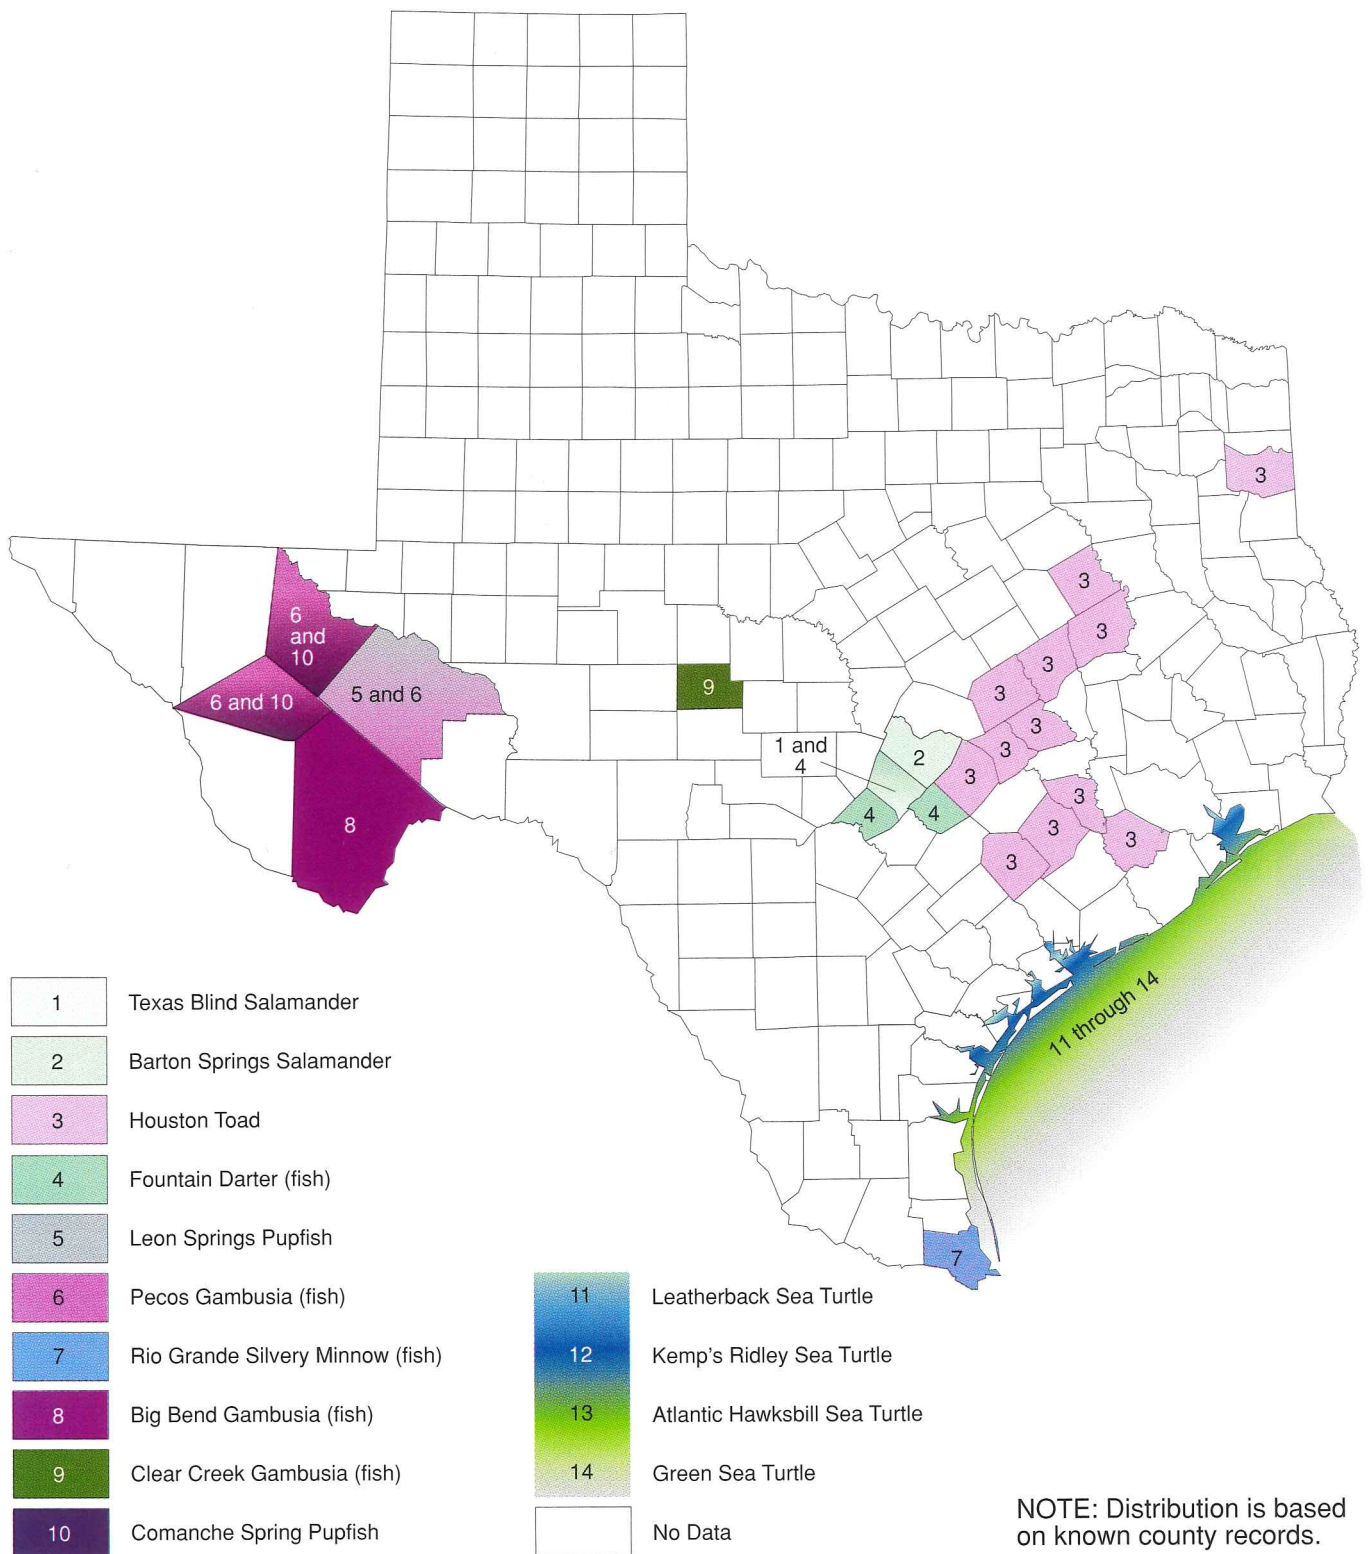 3
3
6
and
10
3
3
6 and 10
5 and 6
9
3
3
3
1 and
4
2
3
4
4
3
3
3
3
8
11 through 14
7
1 Texas Blind Salamander
2 Barton Springs Salamander
3 Houston Toad
4 Fountain Darter (fish)
5 Leon Springs Pupfish
6 Pecos Gambusia (fish)
7 Rio Grande Silvery Minnow (fish)
8 Big Bend Gambusia (fish)
9 Clear Creek Gambusia (fish)
10 Comanche Spring Pupfish
11 Leatherback Sea Turtle
12 Kemp's Ridley Sea Turtle
13 Atlantic Hawksbill Sea Turtle
14 Green Sea Turtle
No Data
NOTE: Distribution is based
on known county records.